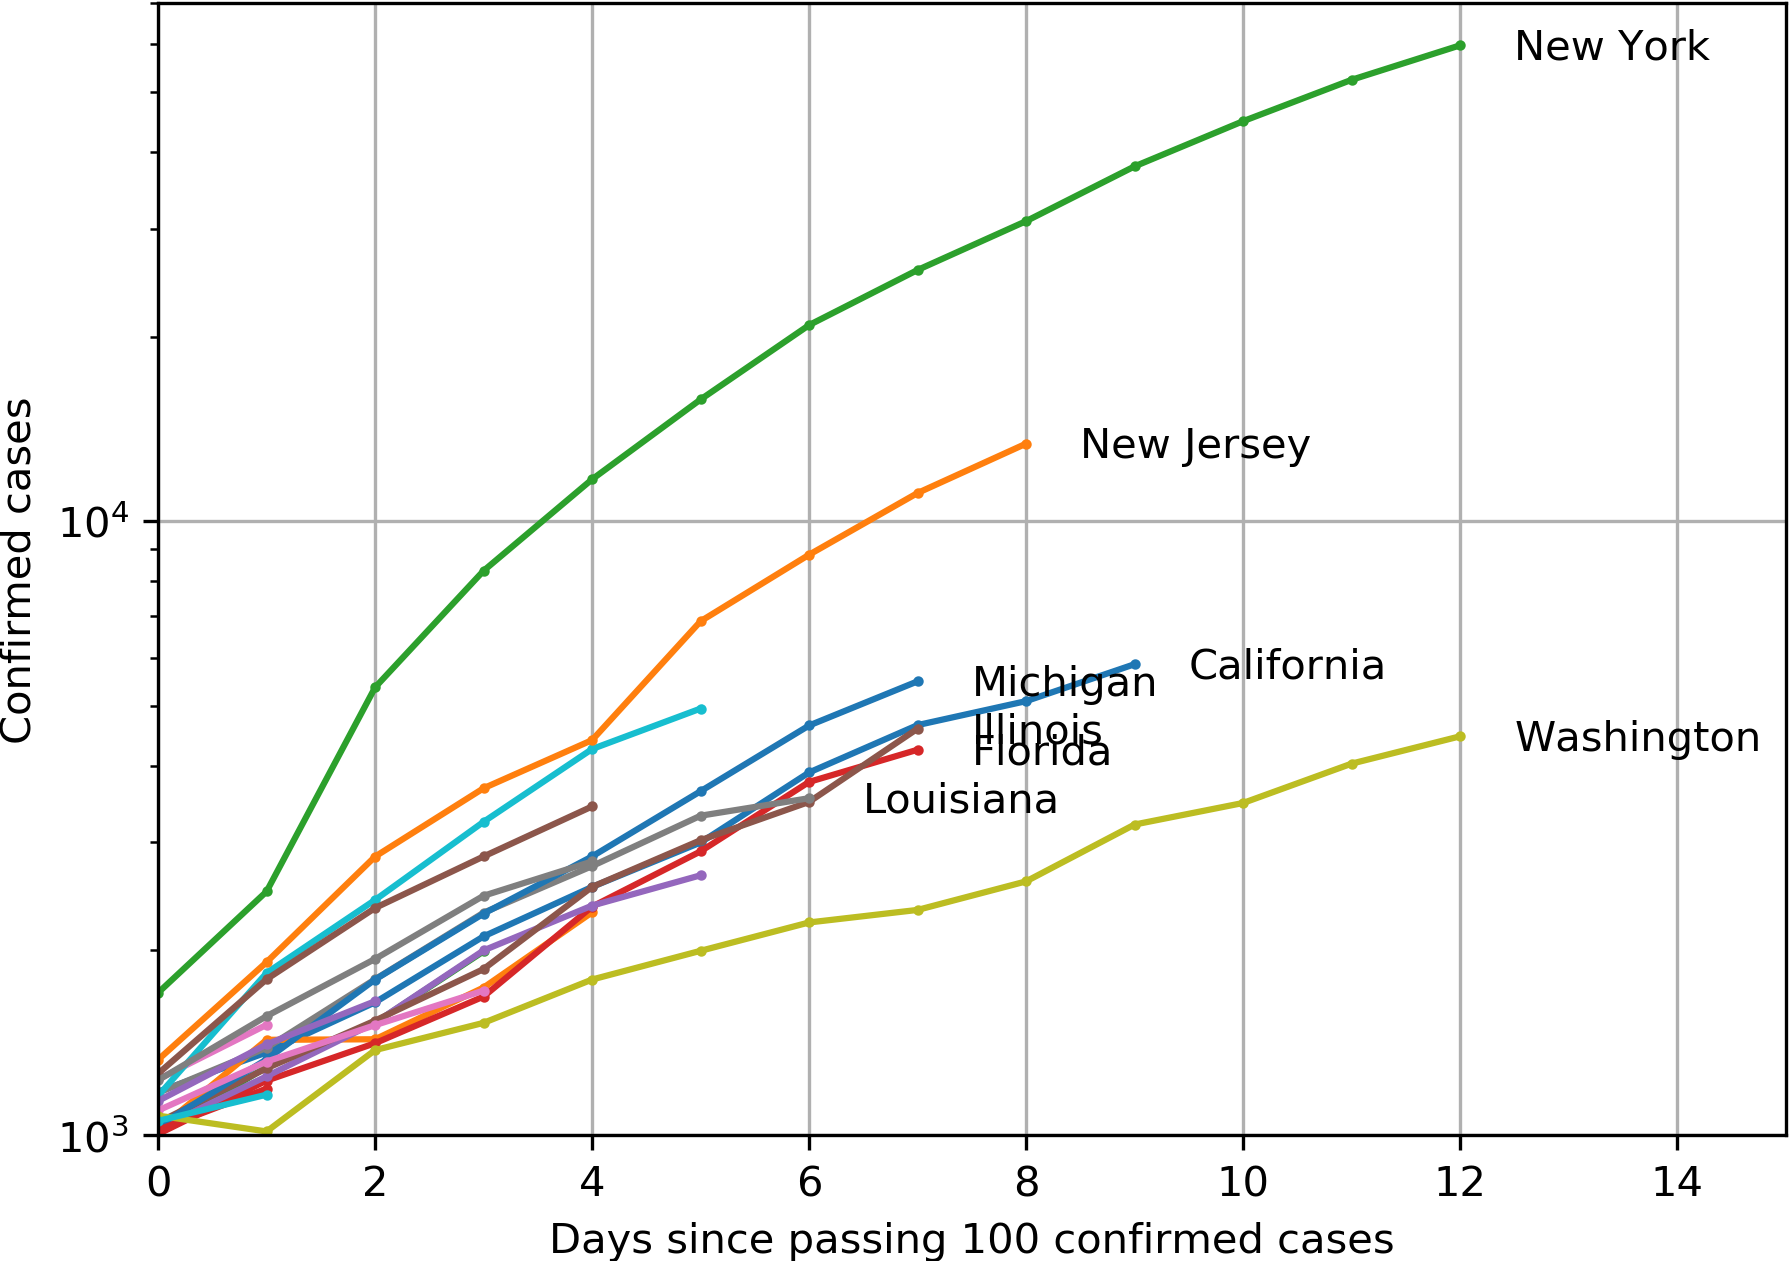 New York
New Jersey
10⁴
California
Michigan
Illinois
Florida
Washington
Louisiana
10³
0 2 4 6 8 10 12 14
Days since passing 100 confirmed cases
Confirmed cases